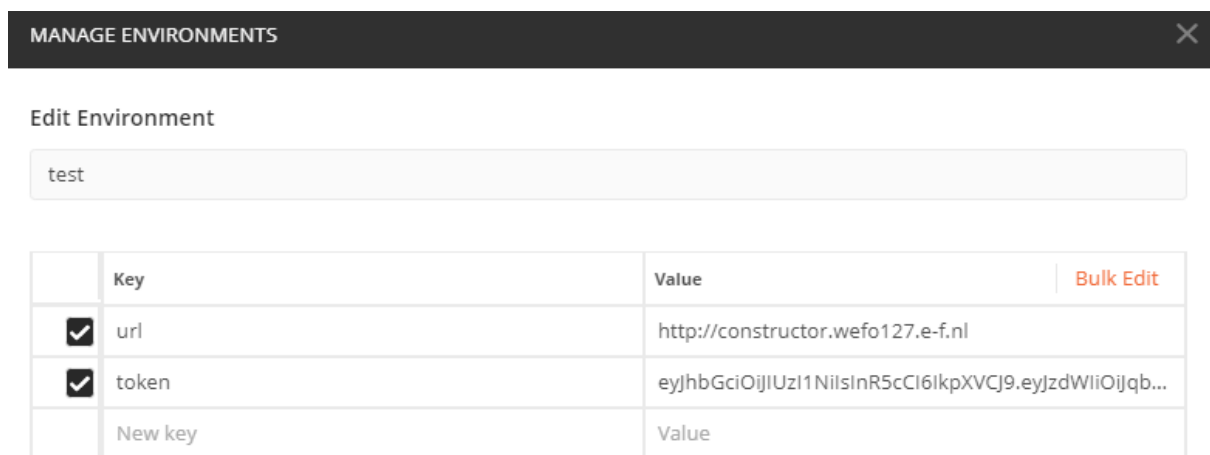 MANAGE ENVIRONMENTS
Edit Environment
test
Key Value Bulk Edit
url http://constructor.wefo127.e-f.nl
token eyJhbGciOiJIUzI1NiIsInR5cCI6IkpXVCJ9.eyJzdWIiOiJqb...
New key Value